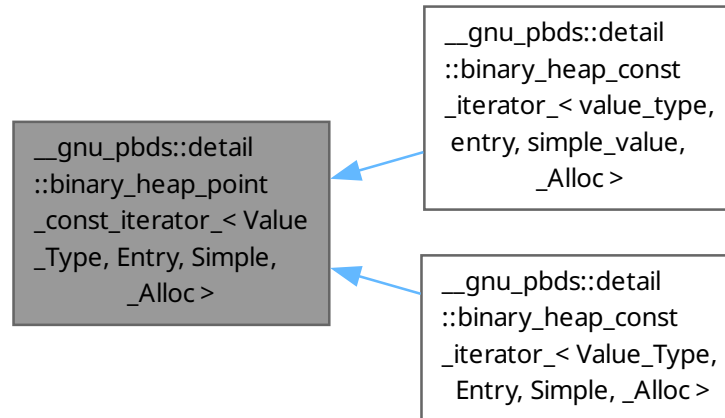 __gnu_pbds::detail
::binary_heap_point
_const_iterator_< Value
_Type, Entry, Simple,
_Alloc >
__gnu_pbds::detail
::binary_heap_const
_iterator_< value_type,
entry, simple_value,
_Alloc >
__gnu_pbds::detail
::binary_heap_const
_iterator_< Value_Type,
Entry, Simple, _Alloc >